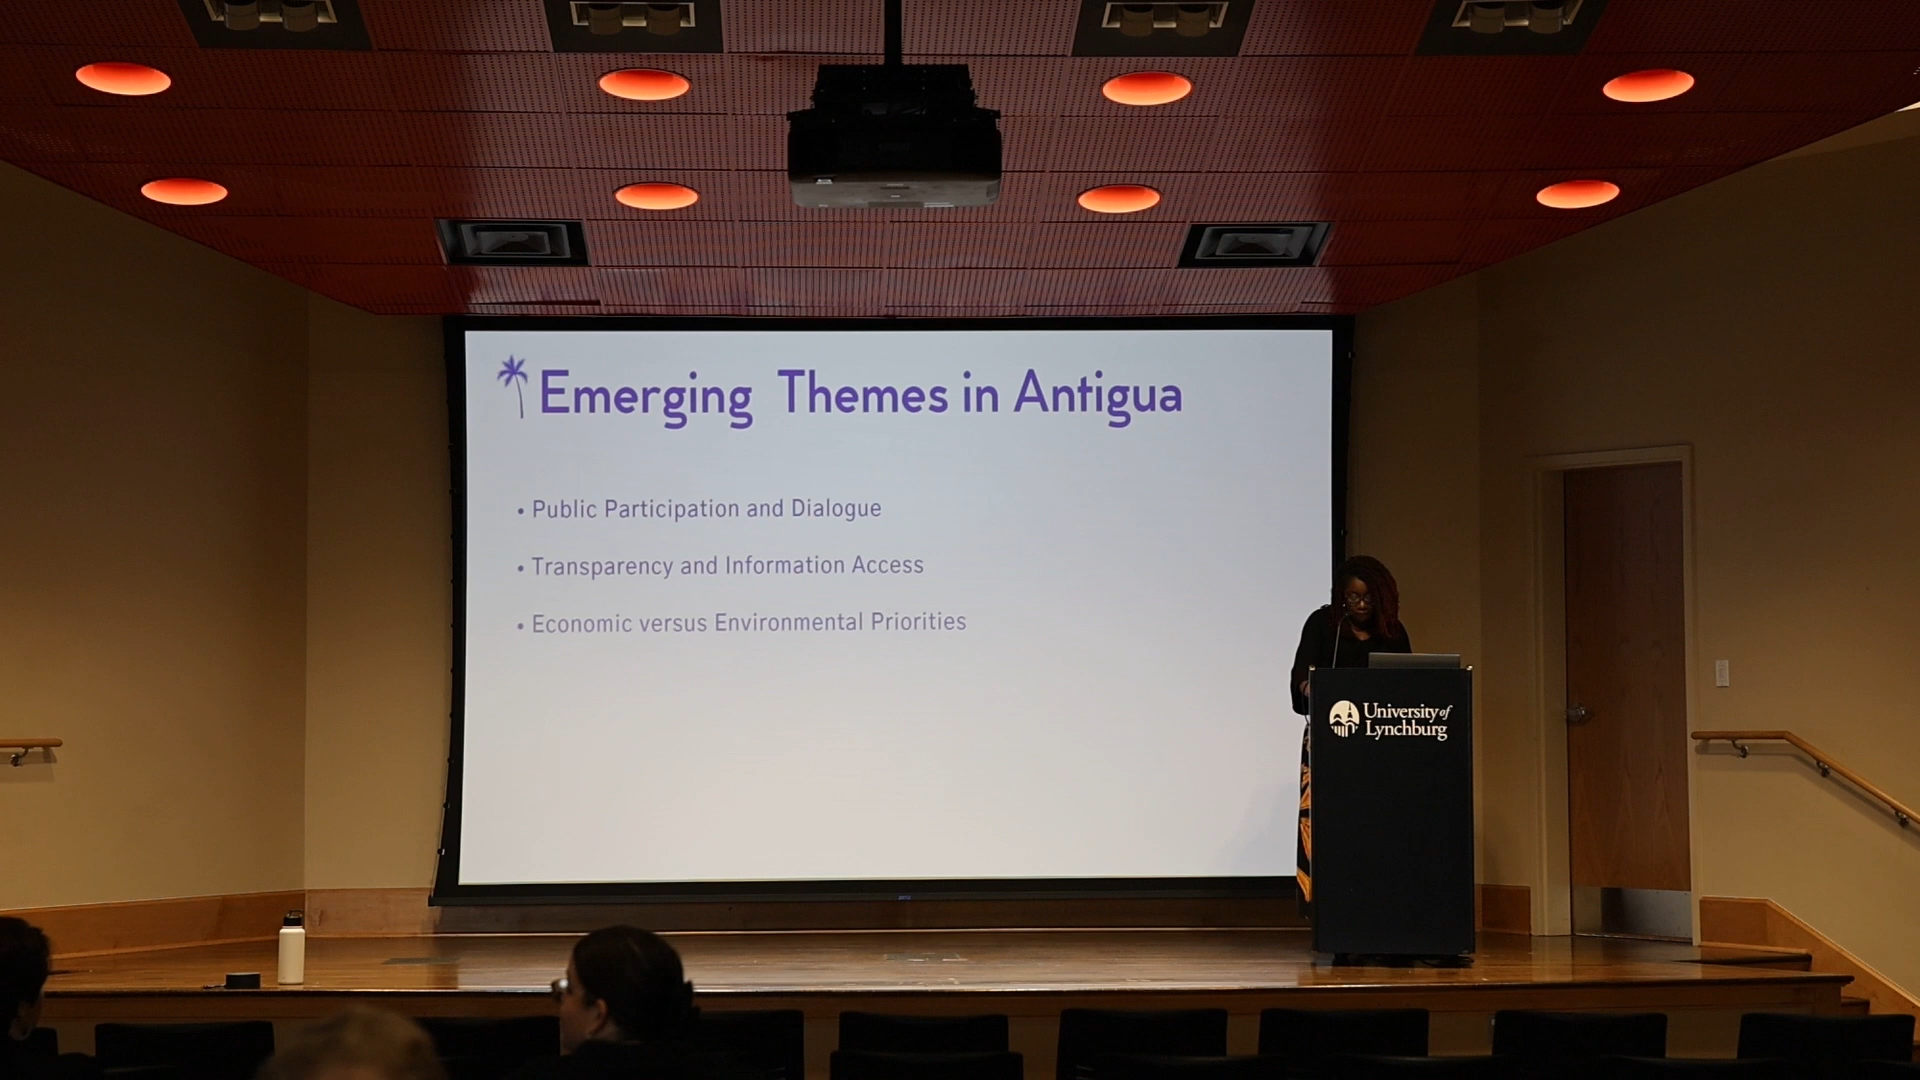 Emerging Themes in Antigua
• Public Participation and Dialogue
• Transparency and Information Access
• Economic versus Environmental Priorities
University of
Lynchburg